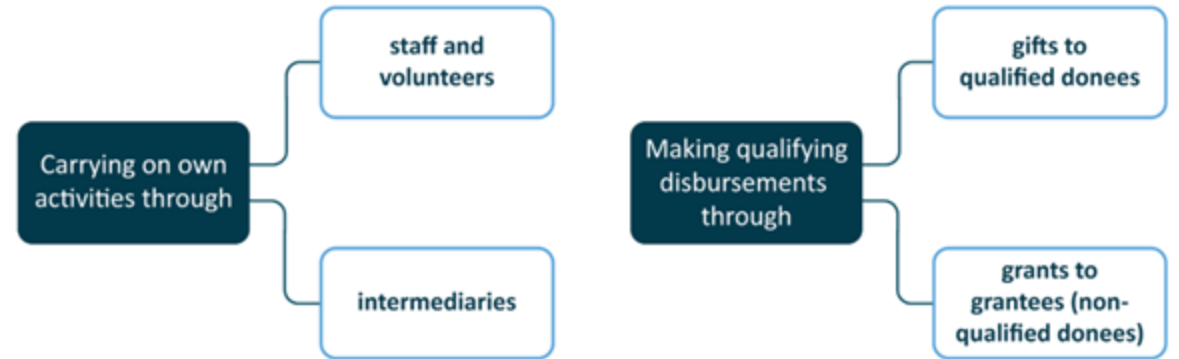 staff and
volunteers
Carrying on own
activities through
intermediaries
gifts to
qualified donees
Making qualifying
disbursements
through
grants to
grantees (non-
qualified donees)